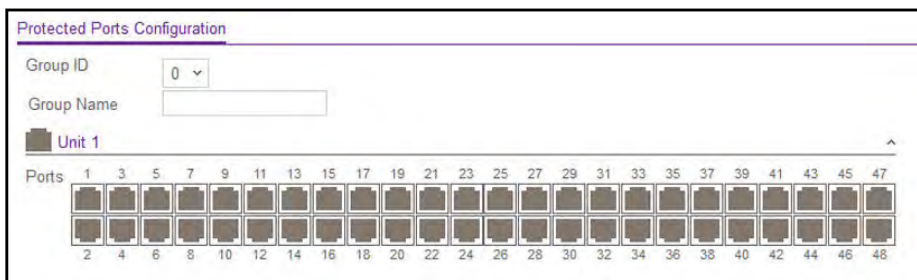 Protected Ports Configuration
Group ID 0
Group Name
Unit 1
Ports 1 3 5 7 9 11 13 15 17 19 21 23 25 27 29 31 33 35 37 39 41 43 45 47
2 4 6 8 10 12 14 16 18 20 22 24 26 28 30 32 34 36 38 40 42 44 46 48